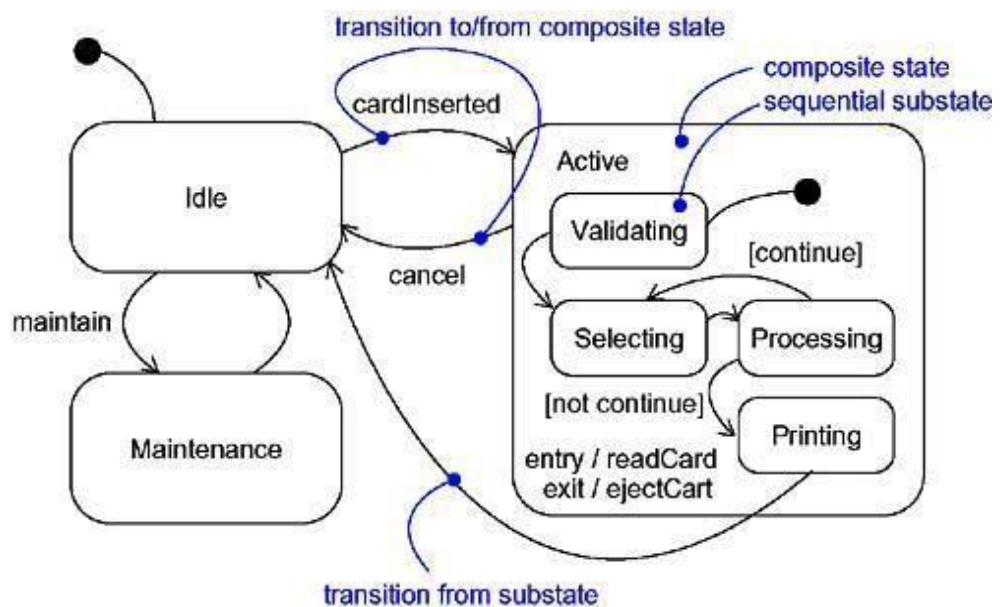 transition to/from composite state
composite state
sequential substate
cardInserted
Active
Idle
Validating
[continue]
cancel
maintain
Selecting
Processing
[not continue]
Printing
Maintenance
entry / readCard
exit / ejectCart
transition from substate